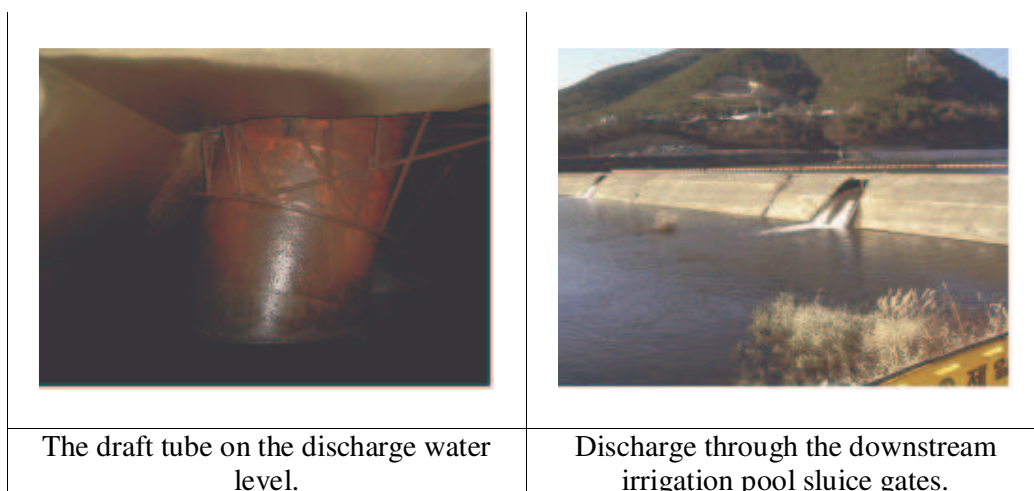 The draft tube on the discharge water
level.
Discharge through the downstream
irrigation pool sluice gates.